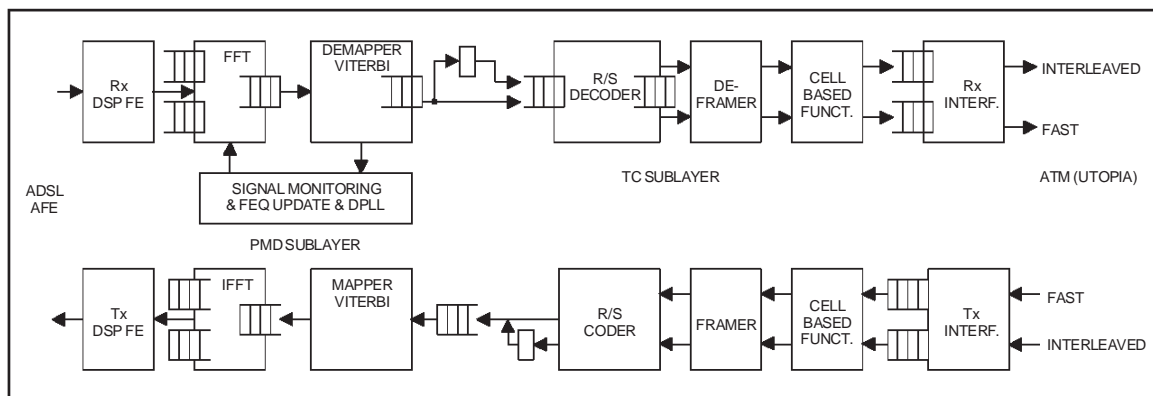 Rx
DSP FE
FFT
DEMAPPER
VITERBI
R/S
DECODER
DE-
FRAMER
CELL
BASED
FUNCT.
Rx
INTERF.
INTERLEAVED
FAST
SIGNAL MONITORING
& FEQ UPDATE & DPLL
TC SUBLAYER
ATM (UTOPIA)
ADSL
AFE
PMD SUBLAYER
Tx
DSP FE
IFFT
MAPPER
VITERBI
R/S
CODER
FRAMER
CELL
BASED
FUNCT.
Tx
INTERF.
FAST
INTERLEAVED